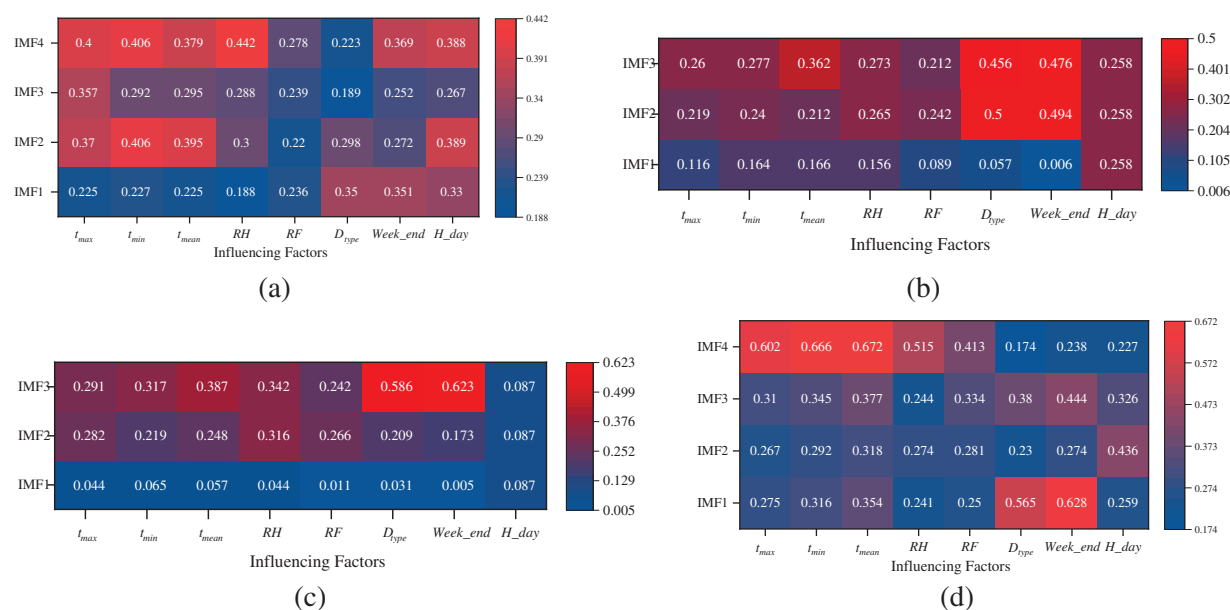 (a)
0.442
0.391
0.34
0.29
0.239
0.188
IMF4 0.4 0.406 0.379 0.442 0.278 0.223 0.369 0.388
IMF3 0.357 0.292 0.295 0.288 0.239 0.189 0.252 0.267
IMF2 0.37 0.406 0.395 0.3 0.22 0.298 0.272 0.389
IMF1 0.225 0.227 0.225 0.188 0.236 0.35 0.351 0.33
t_max t_min t_mean RH RF D_type Week_end H_day
Influencing Factors
0.5
0.401
0.302
0.204
0.105
0.006
IMF3 0.26 0.277 0.362 0.273 0.212 0.456 0.476 0.258
IMF2 0.219 0.24 0.212 0.265 0.242 0.5 0.494 0.258
IMF1 0.116 0.164 0.166 0.156 0.089 0.057 0.006 0.258
t_max t_min t_mean RH RF D_type Week_end H_day
Influencing Factors
(b)
0.623
0.499
0.376
0.252
0.129
0.005
IMF3 0.291 0.317 0.387 0.342 0.242 0.586 0.623 0.087
IMF2 0.282 0.219 0.248 0.316 0.266 0.209 0.173 0.087
IMF1 0.044 0.065 0.057 0.044 0.011 0.031 0.005 0.087
t_max t_min t_mean RH RF D_type Week_end H_day
Influencing Factors
(c)
0.672
0.573
0.473
0.373
0.274
0.174
IMF4 0.602 0.666 0.672 0.515 0.413 0.174 0.238 0.227
IMF3 0.31 0.345 0.377 0.244 0.334 0.38 0.444 0.326
IMF2 0.267 0.292 0.318 0.274 0.281 0.23 0.274 0.436
IMF1 0.275 0.316 0.354 0.241 0.25 0.565 0.628 0.259
t_max t_min t_mean RH RF D_type Week_end H_day
Influencing Factors
(d)